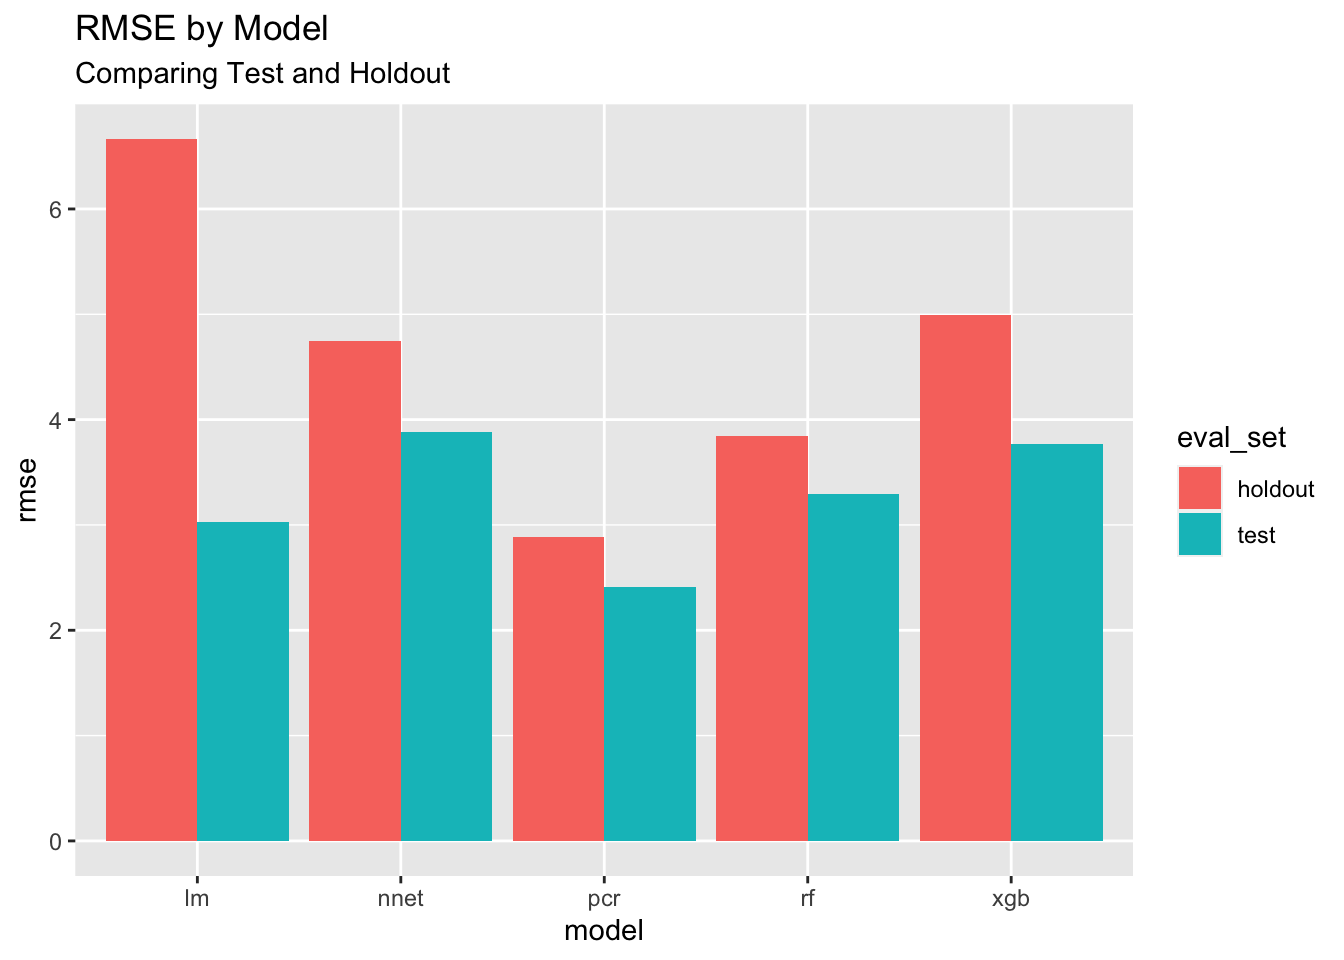 RMSE by Model
Comparing Test and Holdout
rmse
6
4
2
0
lm nnet pcr rf xgb
model
eval_set
holdout
test